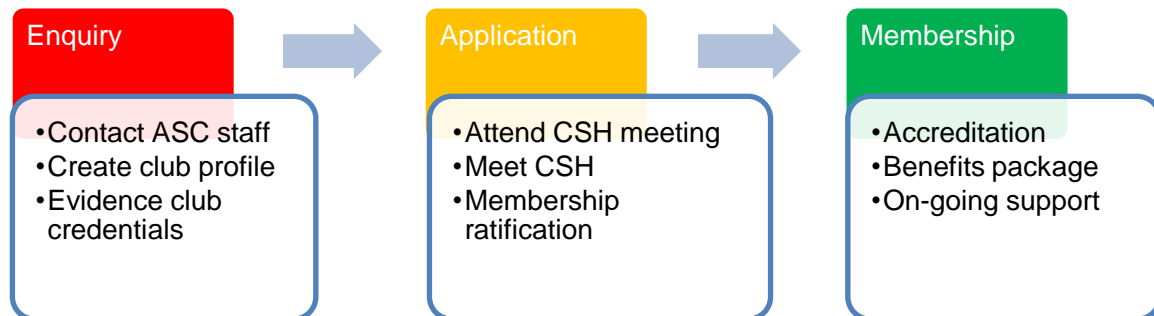 Enquiry
•Contact ASC staff
•Create club profile
•Evidence club
credentials
Application
•Attend CSH meeting
•Meet CSH
•Membership
ratification
Membership
•Accreditation
•Benefits package
•On-going support